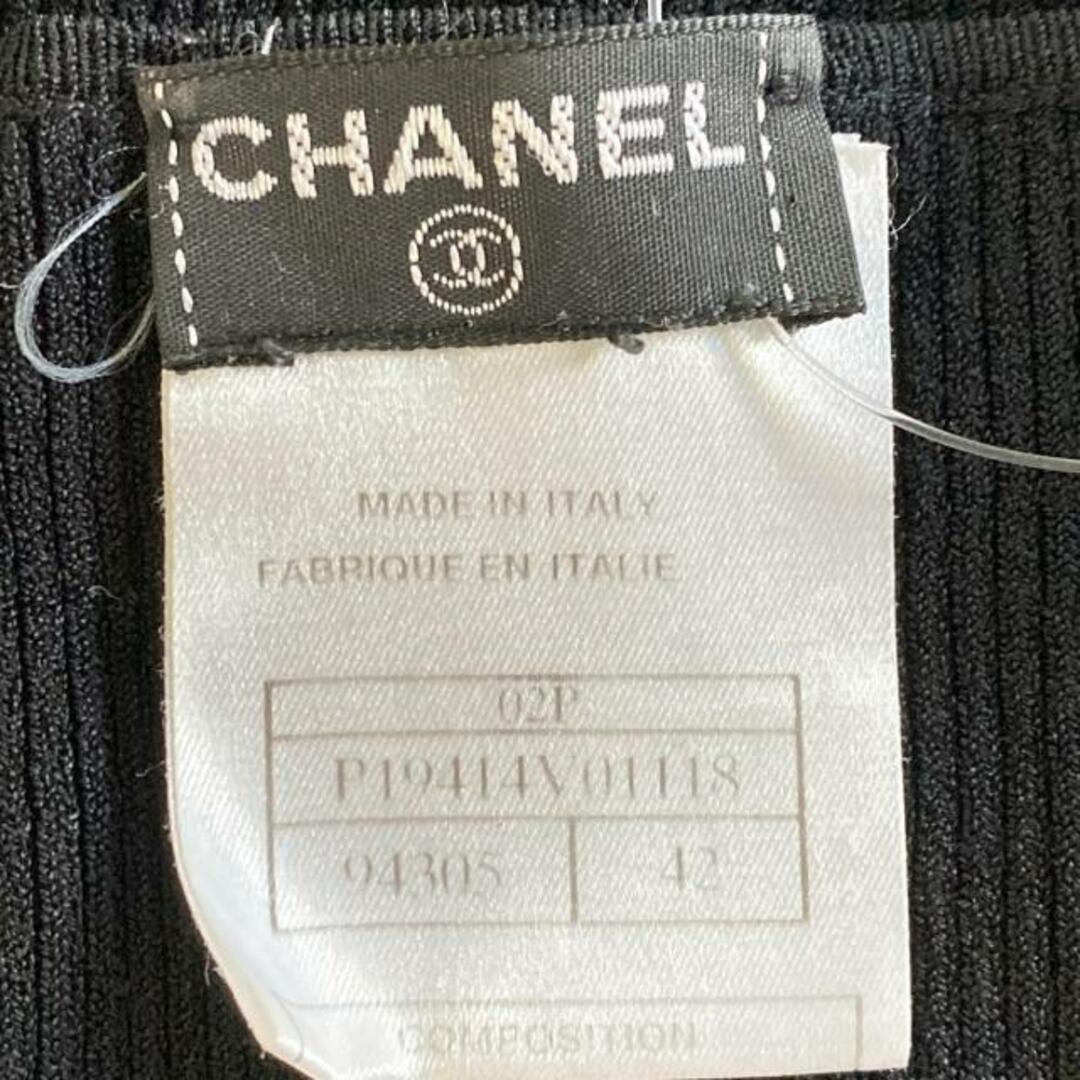 CHANEL
MADE IN ITALY
FABRIQUE EN ITALIE
02P
P19414V01118
94305 42
COMPOSITION